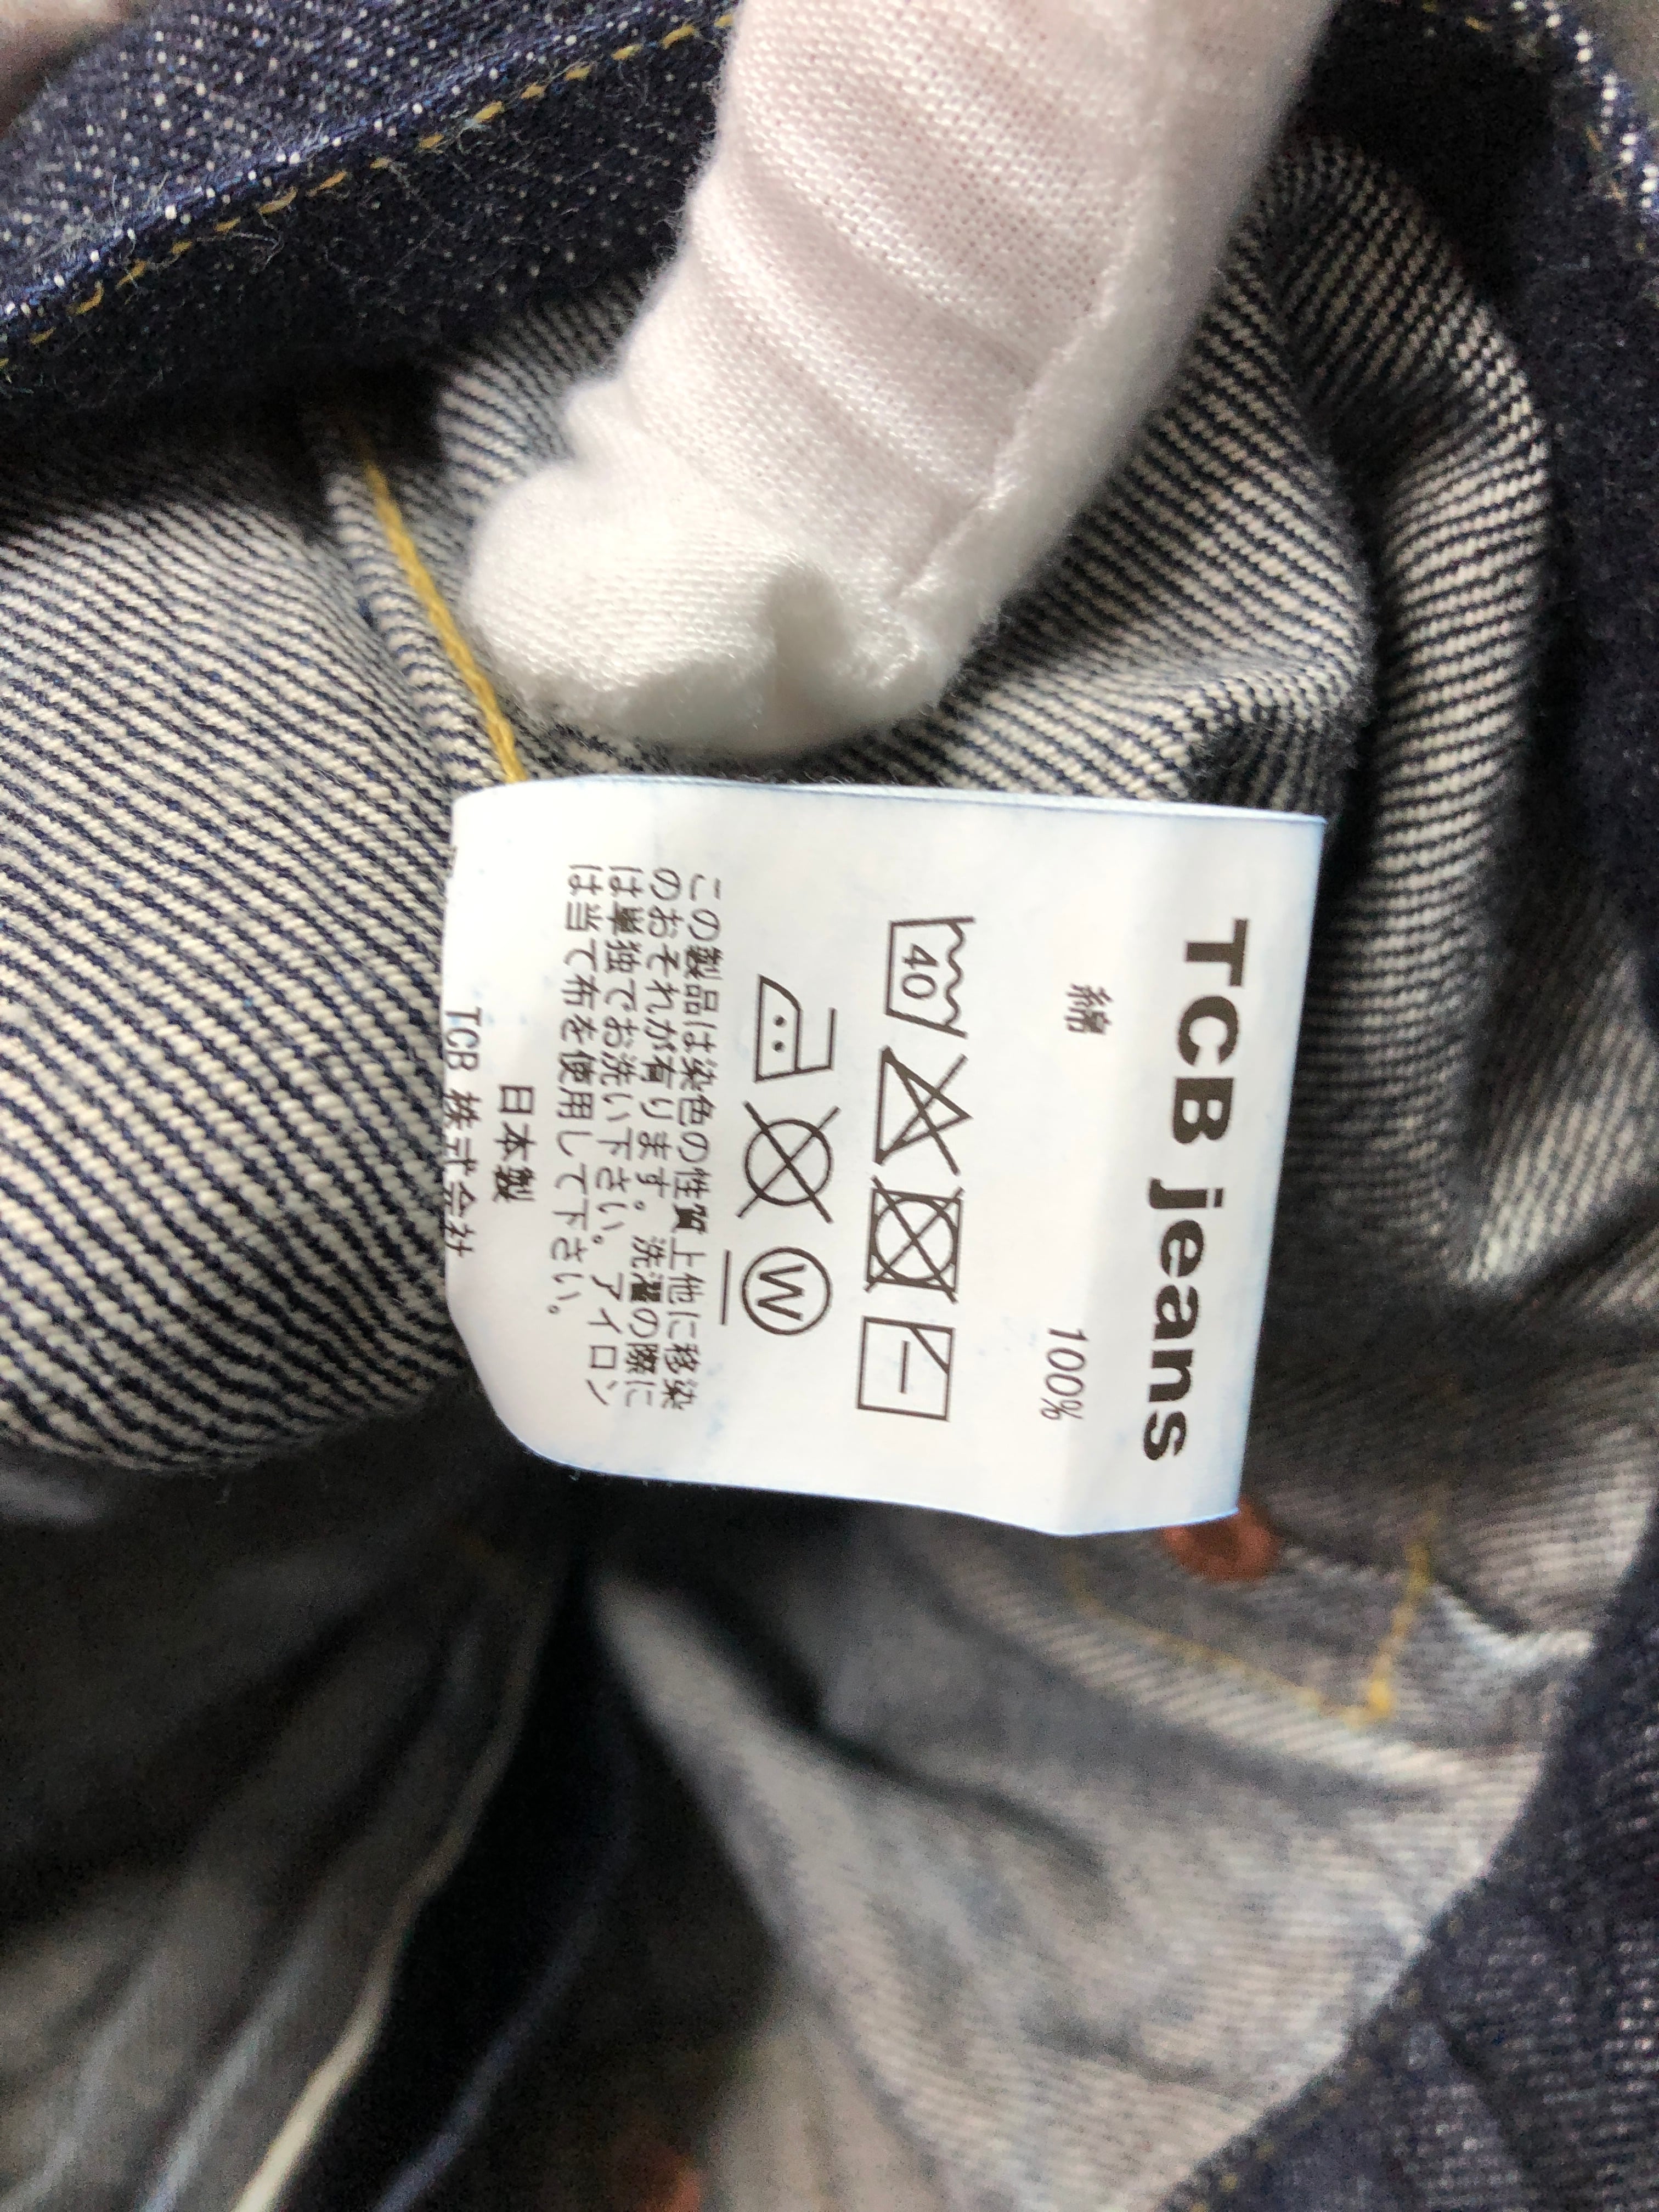 TCB jeans
綿 100%
40
W
この製品は染色の性質上他に移染
のおそれが有ります。洗濯の際に
は単独でお洗い下さい。アイロン
は当て布を使用して下さい。
日本製
TCB 株式会社